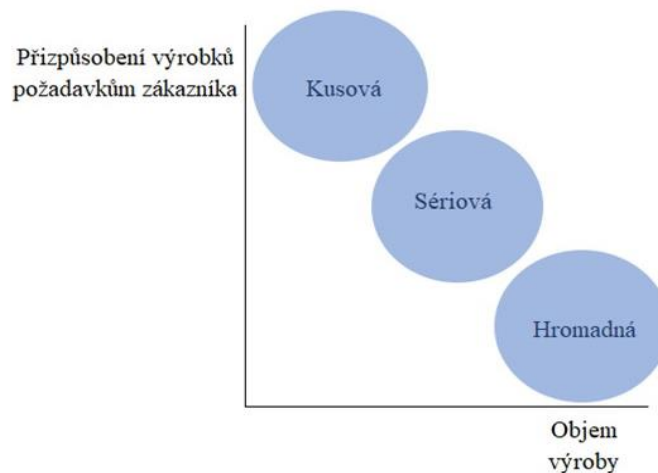 Přizpůsobení výrobků
požadavkům zákazníka
Kusová
Sériová
Hromadná
Objem
výroby